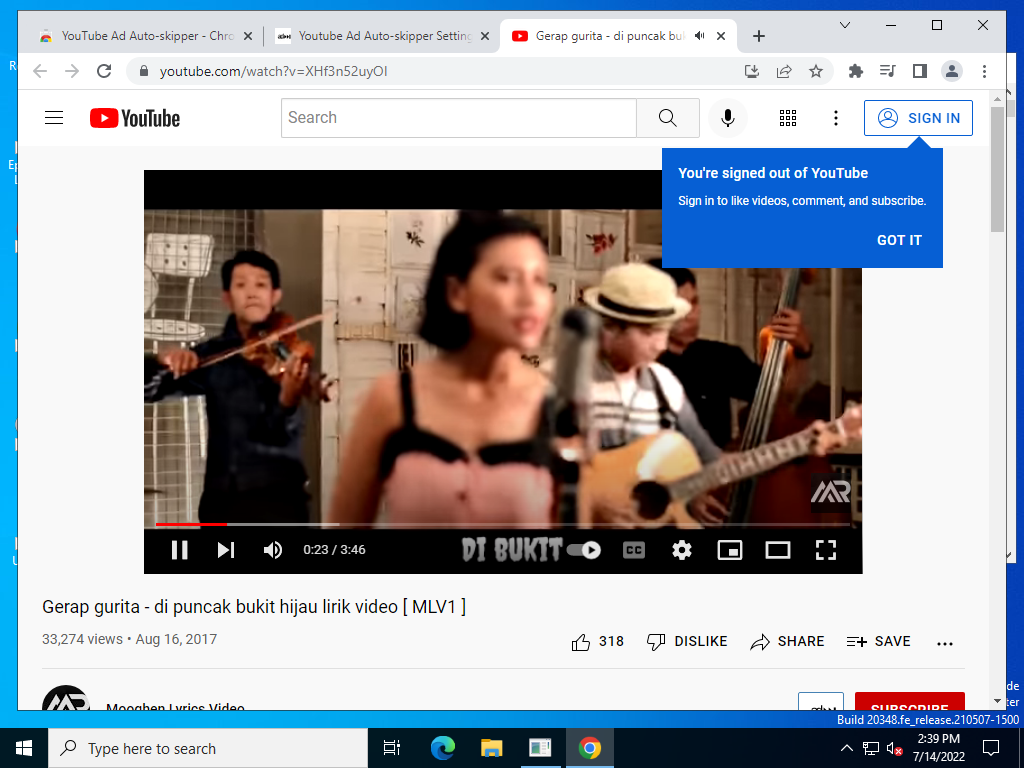 YouTube Ad Auto-skipper - Chro
Youtube Ad Auto-skipper Setting
Gerap gurita - di puncak buk
youtube.com/watch?v=XHf3n52uyOI
YouTube
Search
SIGN IN
You're signed out of YouTube
Sign in to like videos, comment, and subscribe.
GOT IT
MR
DI BUKIT
0:23 / 3:46
CC
Gerap gurita - di puncak bukit hijau lirik video [ MLV1 ]
33,274 views • Aug 16, 2017
318
DISLIKE
SHARE
SAVE
Mooghen Lyrics Video
SUBSCRIBE
Build 20348.fe_release.210507-1500
Type here to search
2:39 PM
7/14/2022